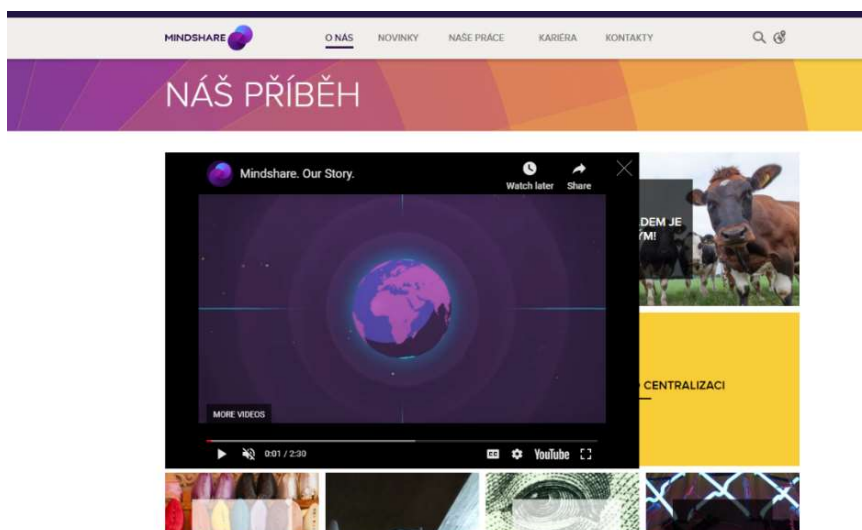 MINDSHARE
O NÁS NOVINKY NAŠE PRÁCE KARIÉRA KONTAKTY
NÁŠ PŘÍBĚH
Mindshare. Our Story.
Watch later Share
DEM JE
MORE VIDEOS
CENTRALIZACI
0:01 / 2:30
CC YouTube